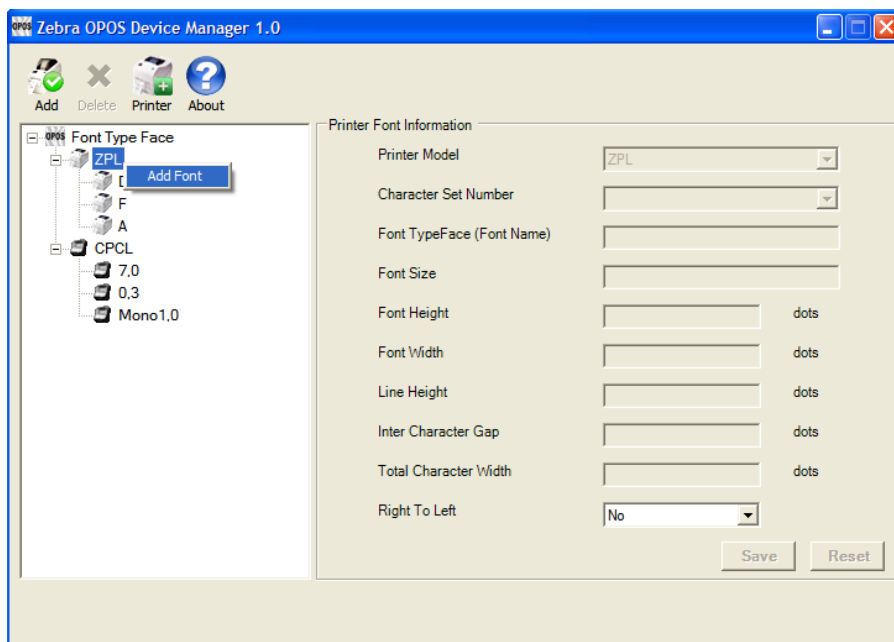 OPOS Zebra OPOS Device Manager 1.0
Add Delete Printer About
OPOS Font Type Face
ZPL
Add Font
F
A
CPCL
7,0
0,3
Mono1,0
Printer Font Information
Printer Model ZPL
Character Set Number
Font TypeFace (Font Name)
Font Size
Font Height dots
Font Width dots
Line Height dots
Inter Character Gap dots
Total Character Width dots
Right To Left No
Save Reset